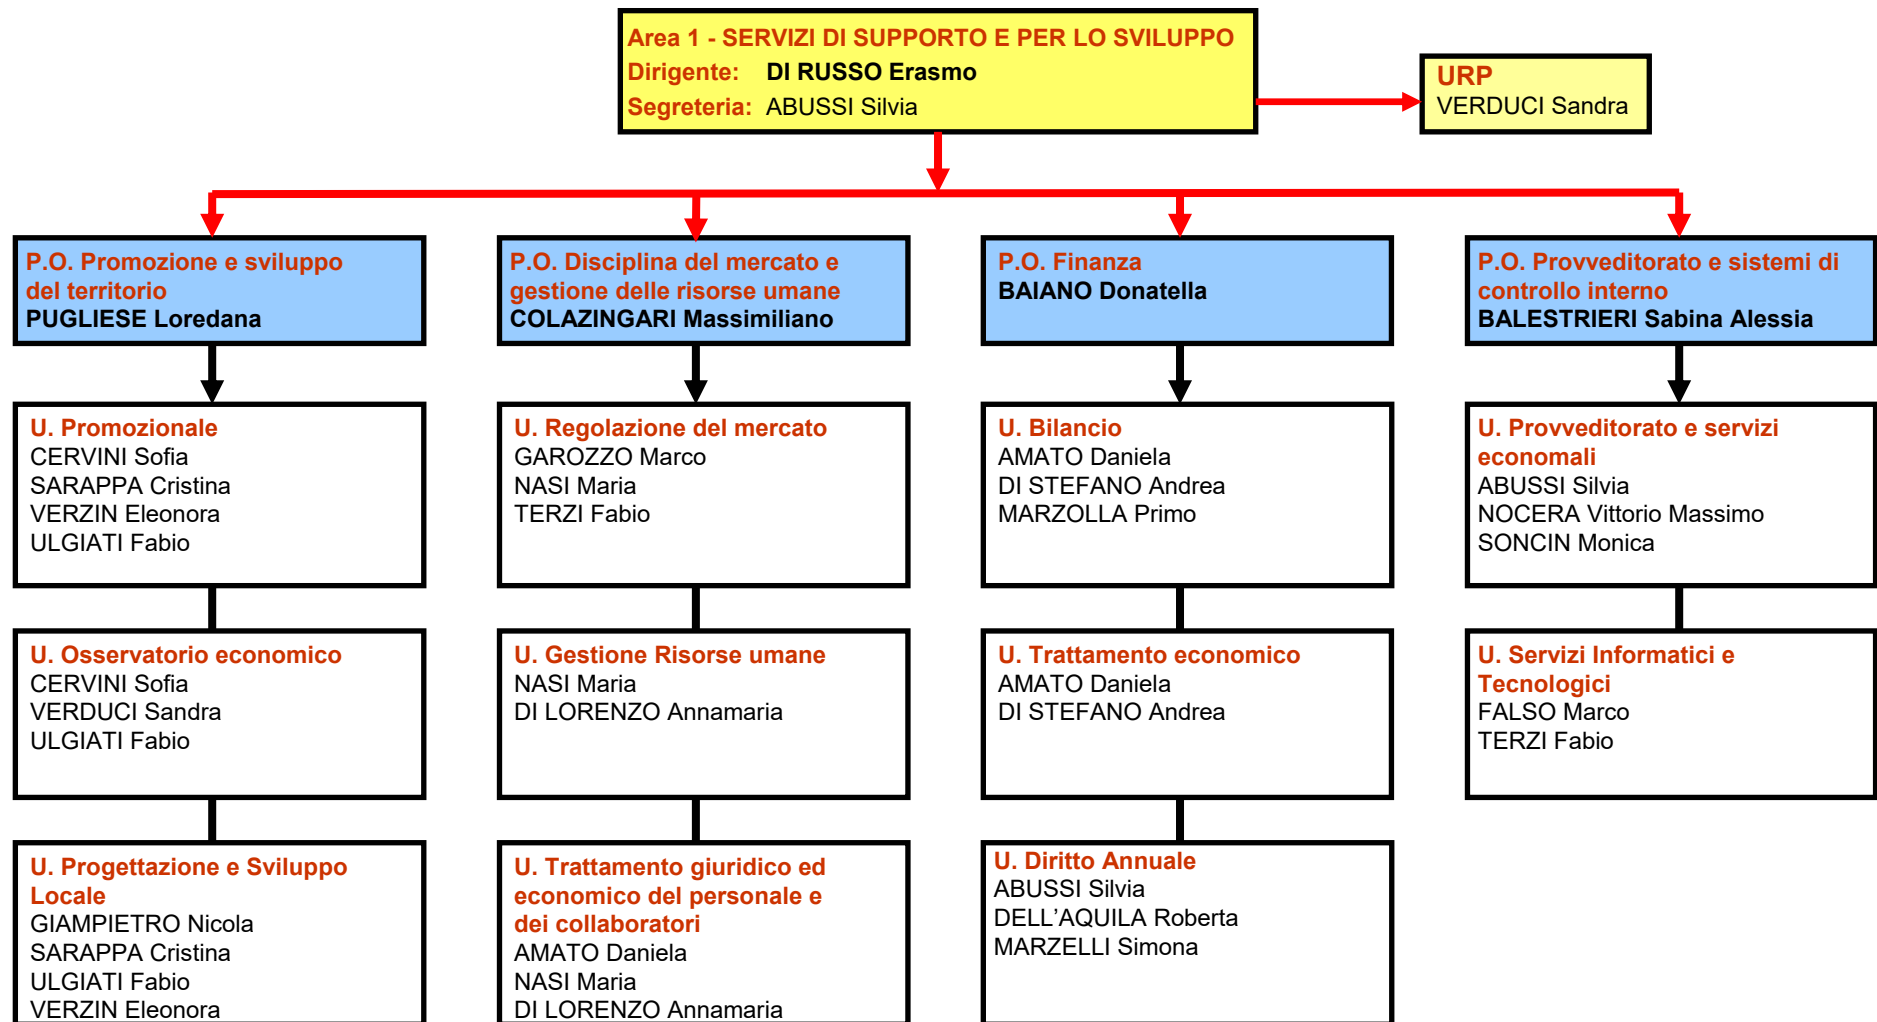 Area 1 - SERVIZI DI SUPPORTO E PER LO SVILUPPO
Dirigente: DI RUSSO Erasmo
Segreteria: ABUSSI Silvia
URP
VERDUCI Sandra
P.O. Promozione e sviluppo
del territorio
PUGLIESE Loredana
P.O. Disciplina del mercato e
gestione delle risorse umane
COLAZINGARI Massimiliano
P.O. Finanza
BAIANO Donatella
P.O. Provveditorato e sistemi di
controllo interno
BALESTRIERI Sabina Alessia
U. Promozionale
CERVINI Sofia
SARAPPA Cristina
VERZIN Eleonora
ULGIATI Fabio
U. Regolazione del mercato
GAROZZO Marco
NASI Maria
TERZI Fabio
U. Bilancio
AMATO Daniela
DI STEFANO Andrea
MARZOLLA Primo
U. Provveditorato e servizi
economali
ABUSSI Silvia
NOCERA Vittorio Massimo
SONCIN Monica
U. Osservatorio economico
CERVINI Sofia
VERDUCI Sandra
ULGIATI Fabio
U. Gestione Risorse umane
NASI Maria
DI LORENZO Annamaria
U. Trattamento economico
AMATO Daniela
DI STEFANO Andrea
U. Servizi Informatici e
Tecnologici
FALSO Marco
TERZI Fabio
U. Progettazione e Sviluppo
Locale
GIAMPIETRO Nicola
SARAPPA Cristina
ULGIATI Fabio
VERZIN Eleonora
U. Trattamento giuridico ed
economico del personale e
dei collaboratori
AMATO Daniela
NASI Maria
DI LORENZO Annamaria
U. Diritto Annuale
ABUSSI Silvia
DELL’AQUILA Roberta
MARZELLI Simona